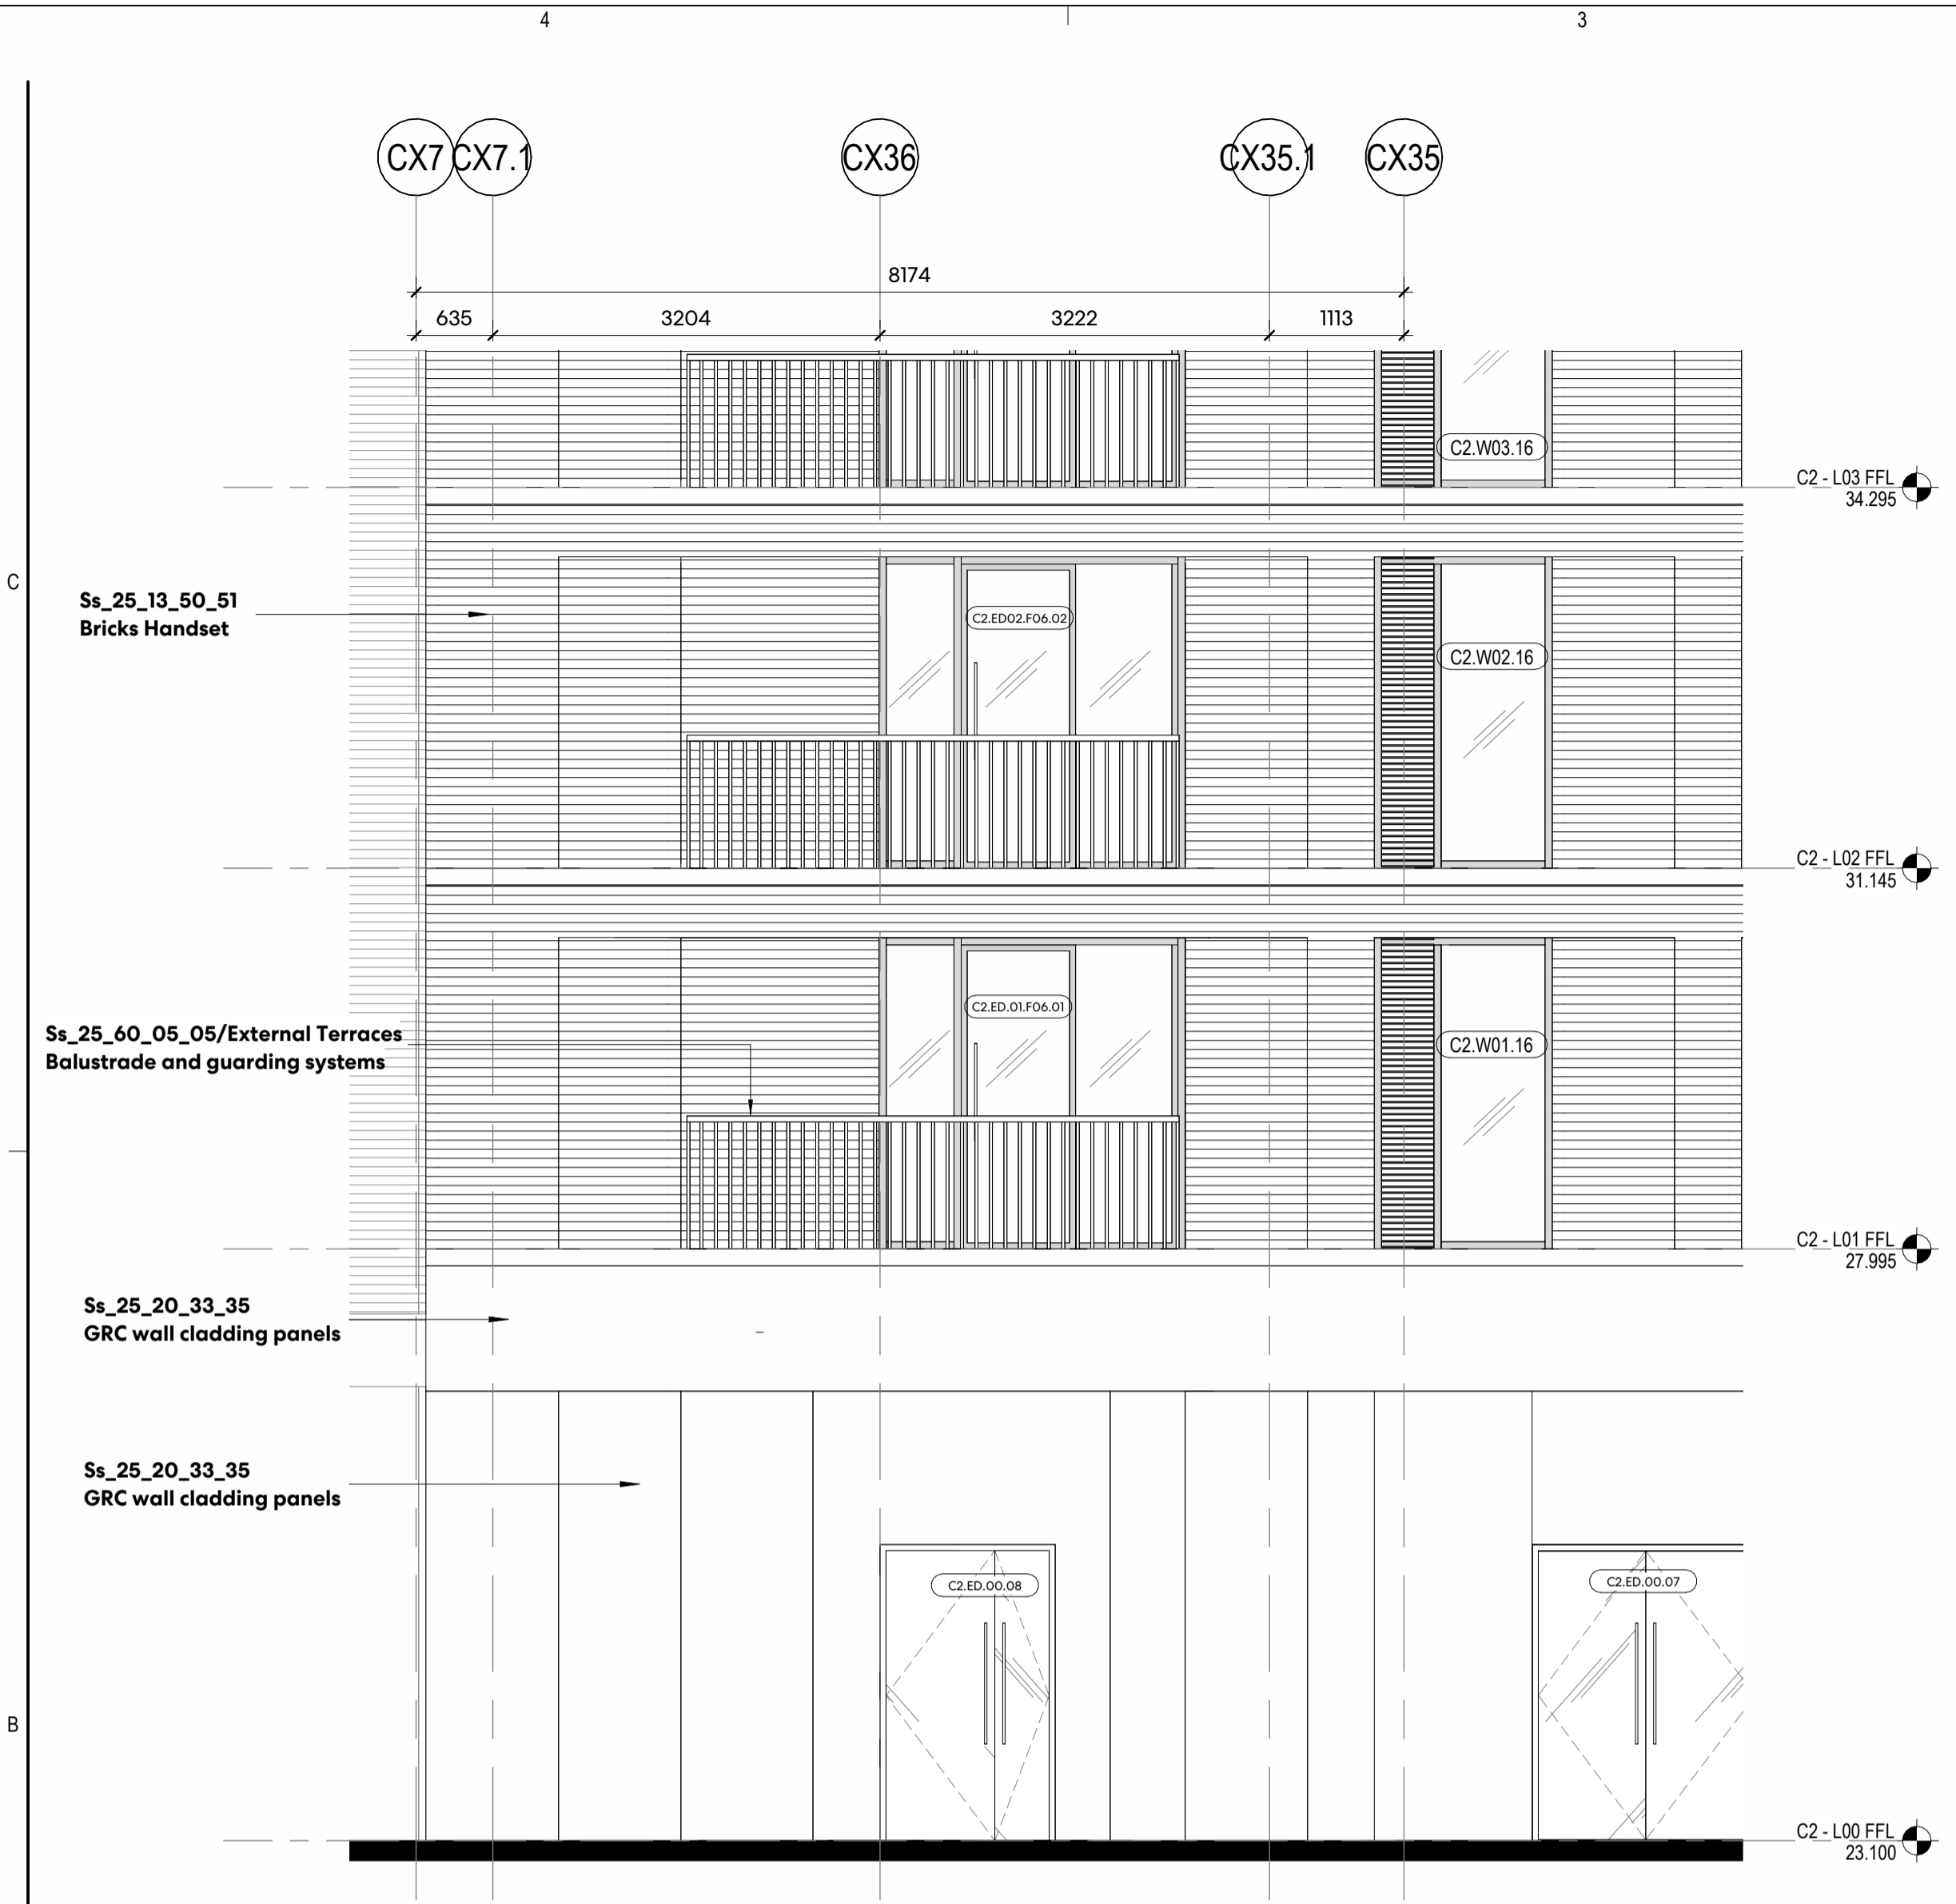 4 3
CX7 CX7.1 CX36 CX35.1 CX35
8174
635 3204 3222 1113
C2.W03.16
C2 - L03 FFL
34.295
C
Ss_25_13_50_51
Bricks Handset
C2.ED02.F06.02
C2.W02.16
C2 - L02 FFL
31.145
Ss_25_60_05_05/External Terraces
Balustrade and guarding systems
C2.ED.01.F06.01
C2.W01.16
C2 - L01 FFL
27.995
Ss_25_20_33_35
GRC wall cladding panels
Ss_25_20_33_35
GRC wall cladding panels
C2.ED.00.08
C2.ED.00.07
B
C2 - L00 FFL
23.100